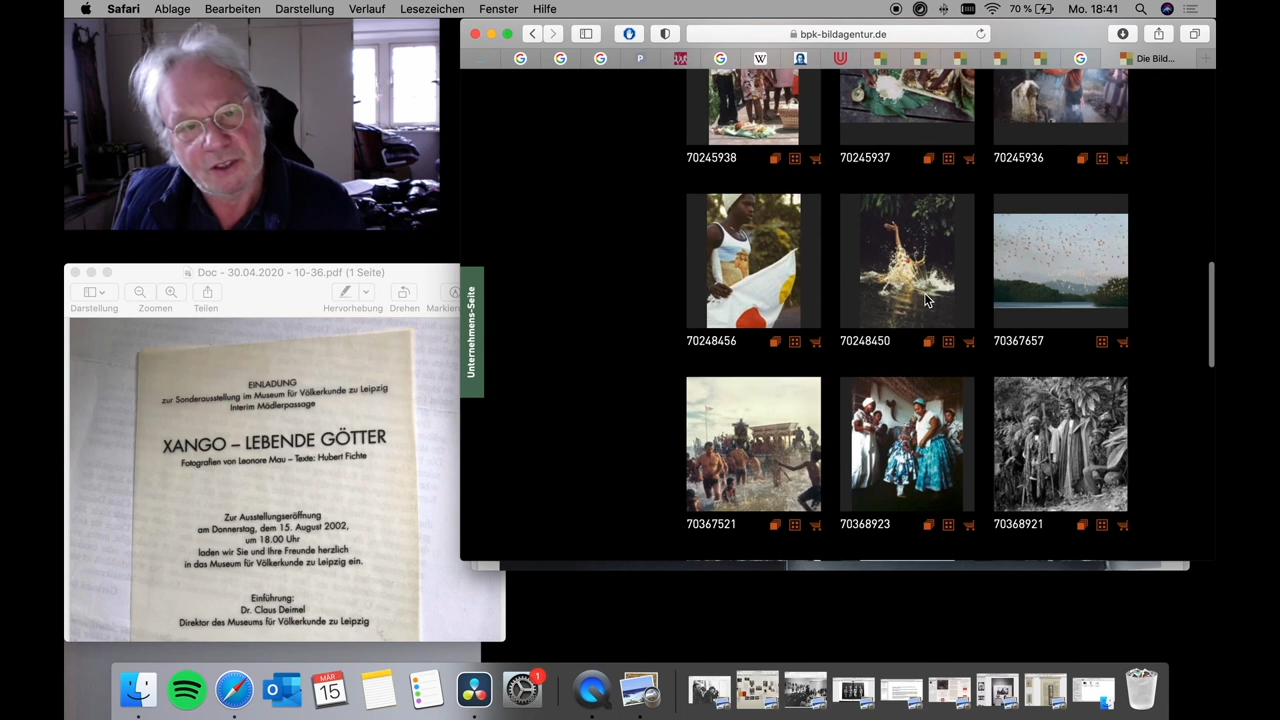 Safari Ablage Bearbeiten Darstellung Verlauf Lesezeichen Fenster Hilfe 70 % Mo. 18:41
bpk-bildagentur.de
Die Bild...
70245938 70245937 70245936
70248456 70248450 70367657
70367521 70368923 70368921
Unternehmens-Seite
Doc - 30.04.2020 - 10-36.pdf (1 Seite)
Darstellung Zoomen Teilen Hervorhebung Drehen Markier
EINLADUNG
zur Sonderausstellung im Museum für Völkerkunde zu Leipzig
Interim Mädlerpassage
XANGO – LEBENDE GÖTTER
Fotografien von Leonore Mau – Texte: Hubert Fichte
Zur Ausstellungseröffnung
am Donnerstag, dem 15. August 2002,
um 18.00 Uhr
laden wir Sie und Ihre Freunde herzlich
in das Museum für Völkerkunde zu Leipzig ein.
Einführung:
Dr. Claus Deimel
Direktor des Museums für Völkerkunde zu Leipzig
MÄR
15
1